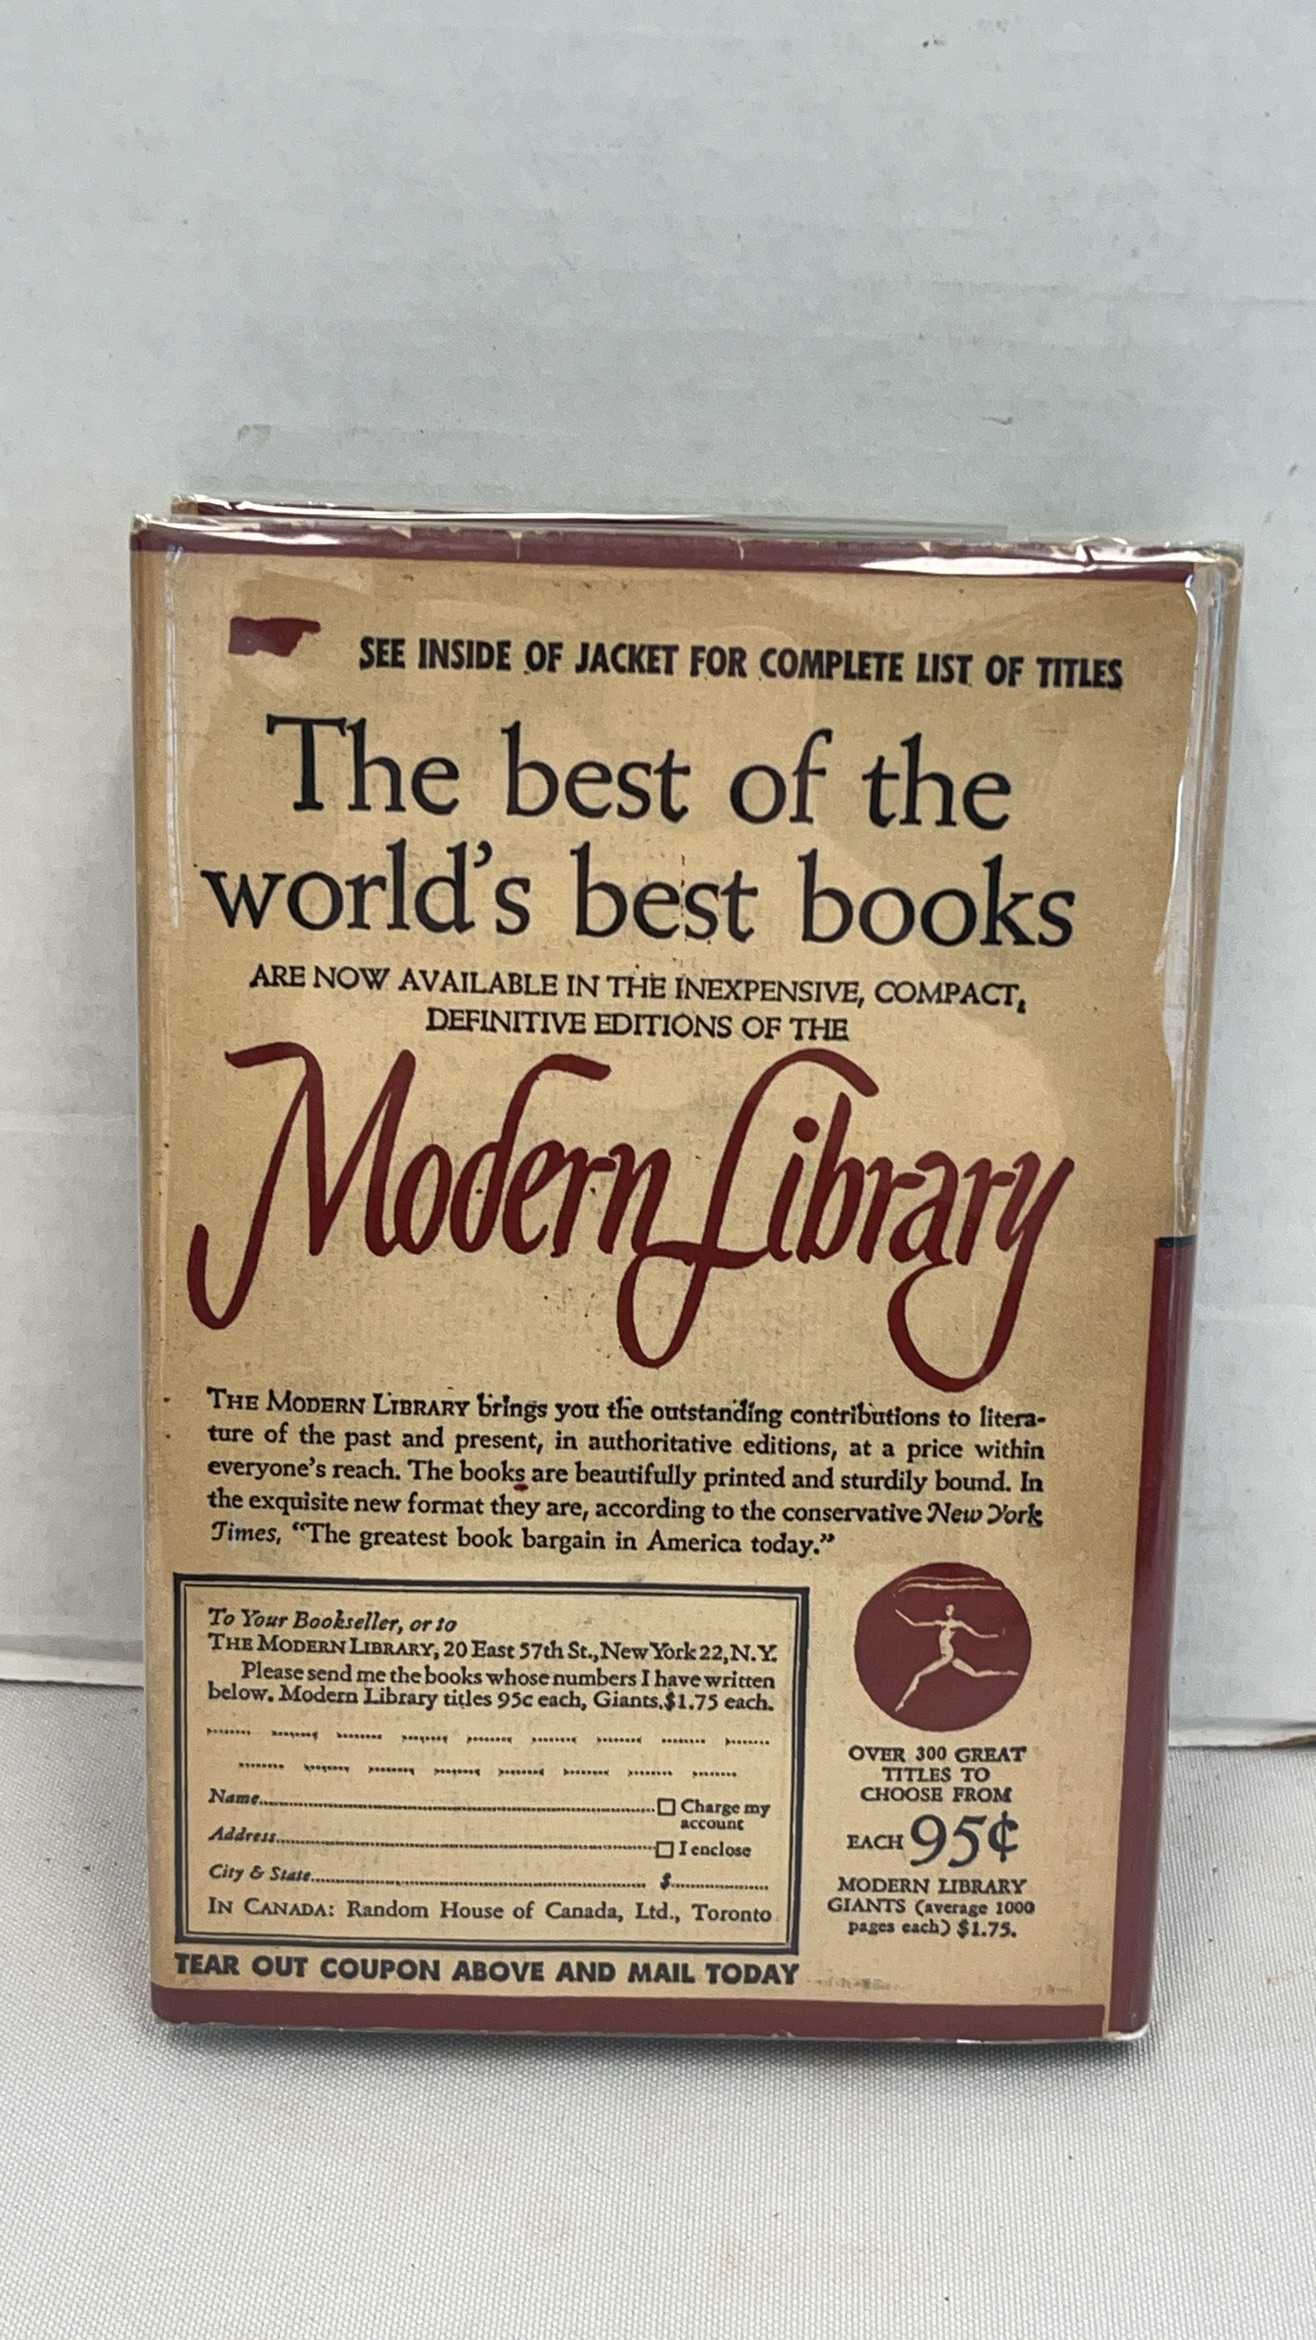 SEE INSIDE OF JACKET FOR COMPLETE LIST OF TITLES
The best of the
world's best books
ARE NOW AVAILABLE IN THE INEXPENSIVE, COMPACT,
DEFINITIVE EDITIONS OF THE
Modern Library
THE MODERN LIBRARY brings you the outstanding contributions to litera-
ture of the past and present, in authoritative editions, at a price within
everyone's reach. The books are beautifully printed and sturdily bound. In
the exquisite new format they are, according to the conservative New York
Times, "The greatest book bargain in America today."
To Your Bookseller, or to
THE MODERN LIBRARY, 20 East 57th St., New York 22, N.Y.
Please send me the books whose numbers I have written
below. Modern Library titles 95c each, Giants, $1.75 each.
Name
Charge my
account
Address
I enclose
City & State
$
IN CANADA: Random House of Canada, Ltd., Toronto
TEAR OUT COUPON ABOVE AND MAIL TODAY
OVER 300 GREAT
TITLES TO
CHOOSE FROM
EACH 95¢
MODERN LIBRARY
GIANTS (average 1000
pages each) $1.75.